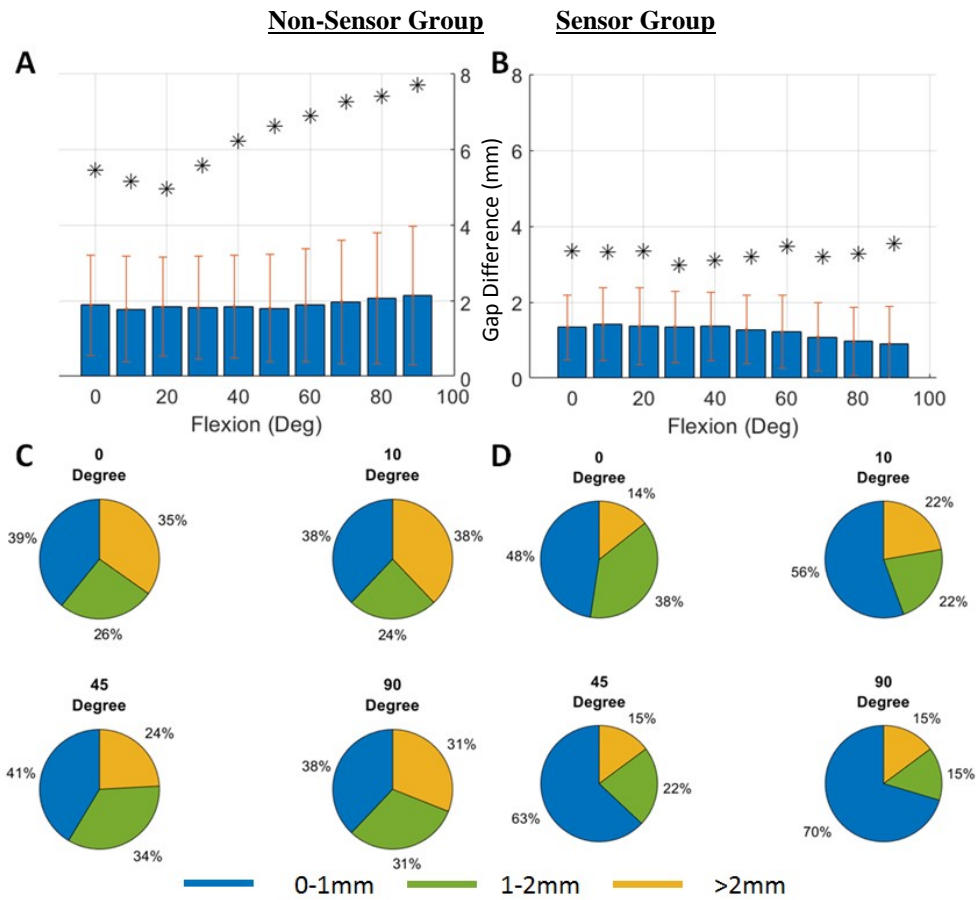 Non-Sensor Group Sensor Group
A B
8 8
6 6
4 4
2 2
0 0
Gap Difference (mm)
0 20 40 60 80 100 0 20 40 60 80 100
Flexion (Deg) Flexion (Deg)
C D
0
Degree
39% 35%
26%
10
Degree
38% 38%
24%
0
Degree
14%
48%
38%
10
Degree
22%
56%
22%
45
Degree
24%
41%
34%
90
Degree
31%
38%
31%
45
Degree
15%
22%
63%
90
Degree
15%
15%
70%
0-1mm 1-2mm >2mm